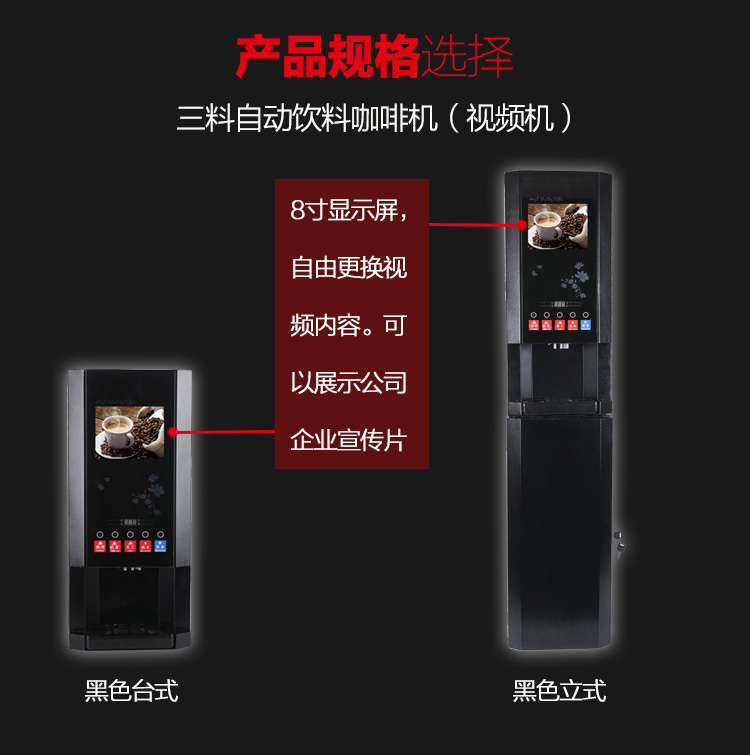 产品规格选择
三料自动饮料咖啡机（视频机）
8寸显示屏，
自由更换视
频内容。可
以展示公司
企业宣传片
黑色台式
黑色立式